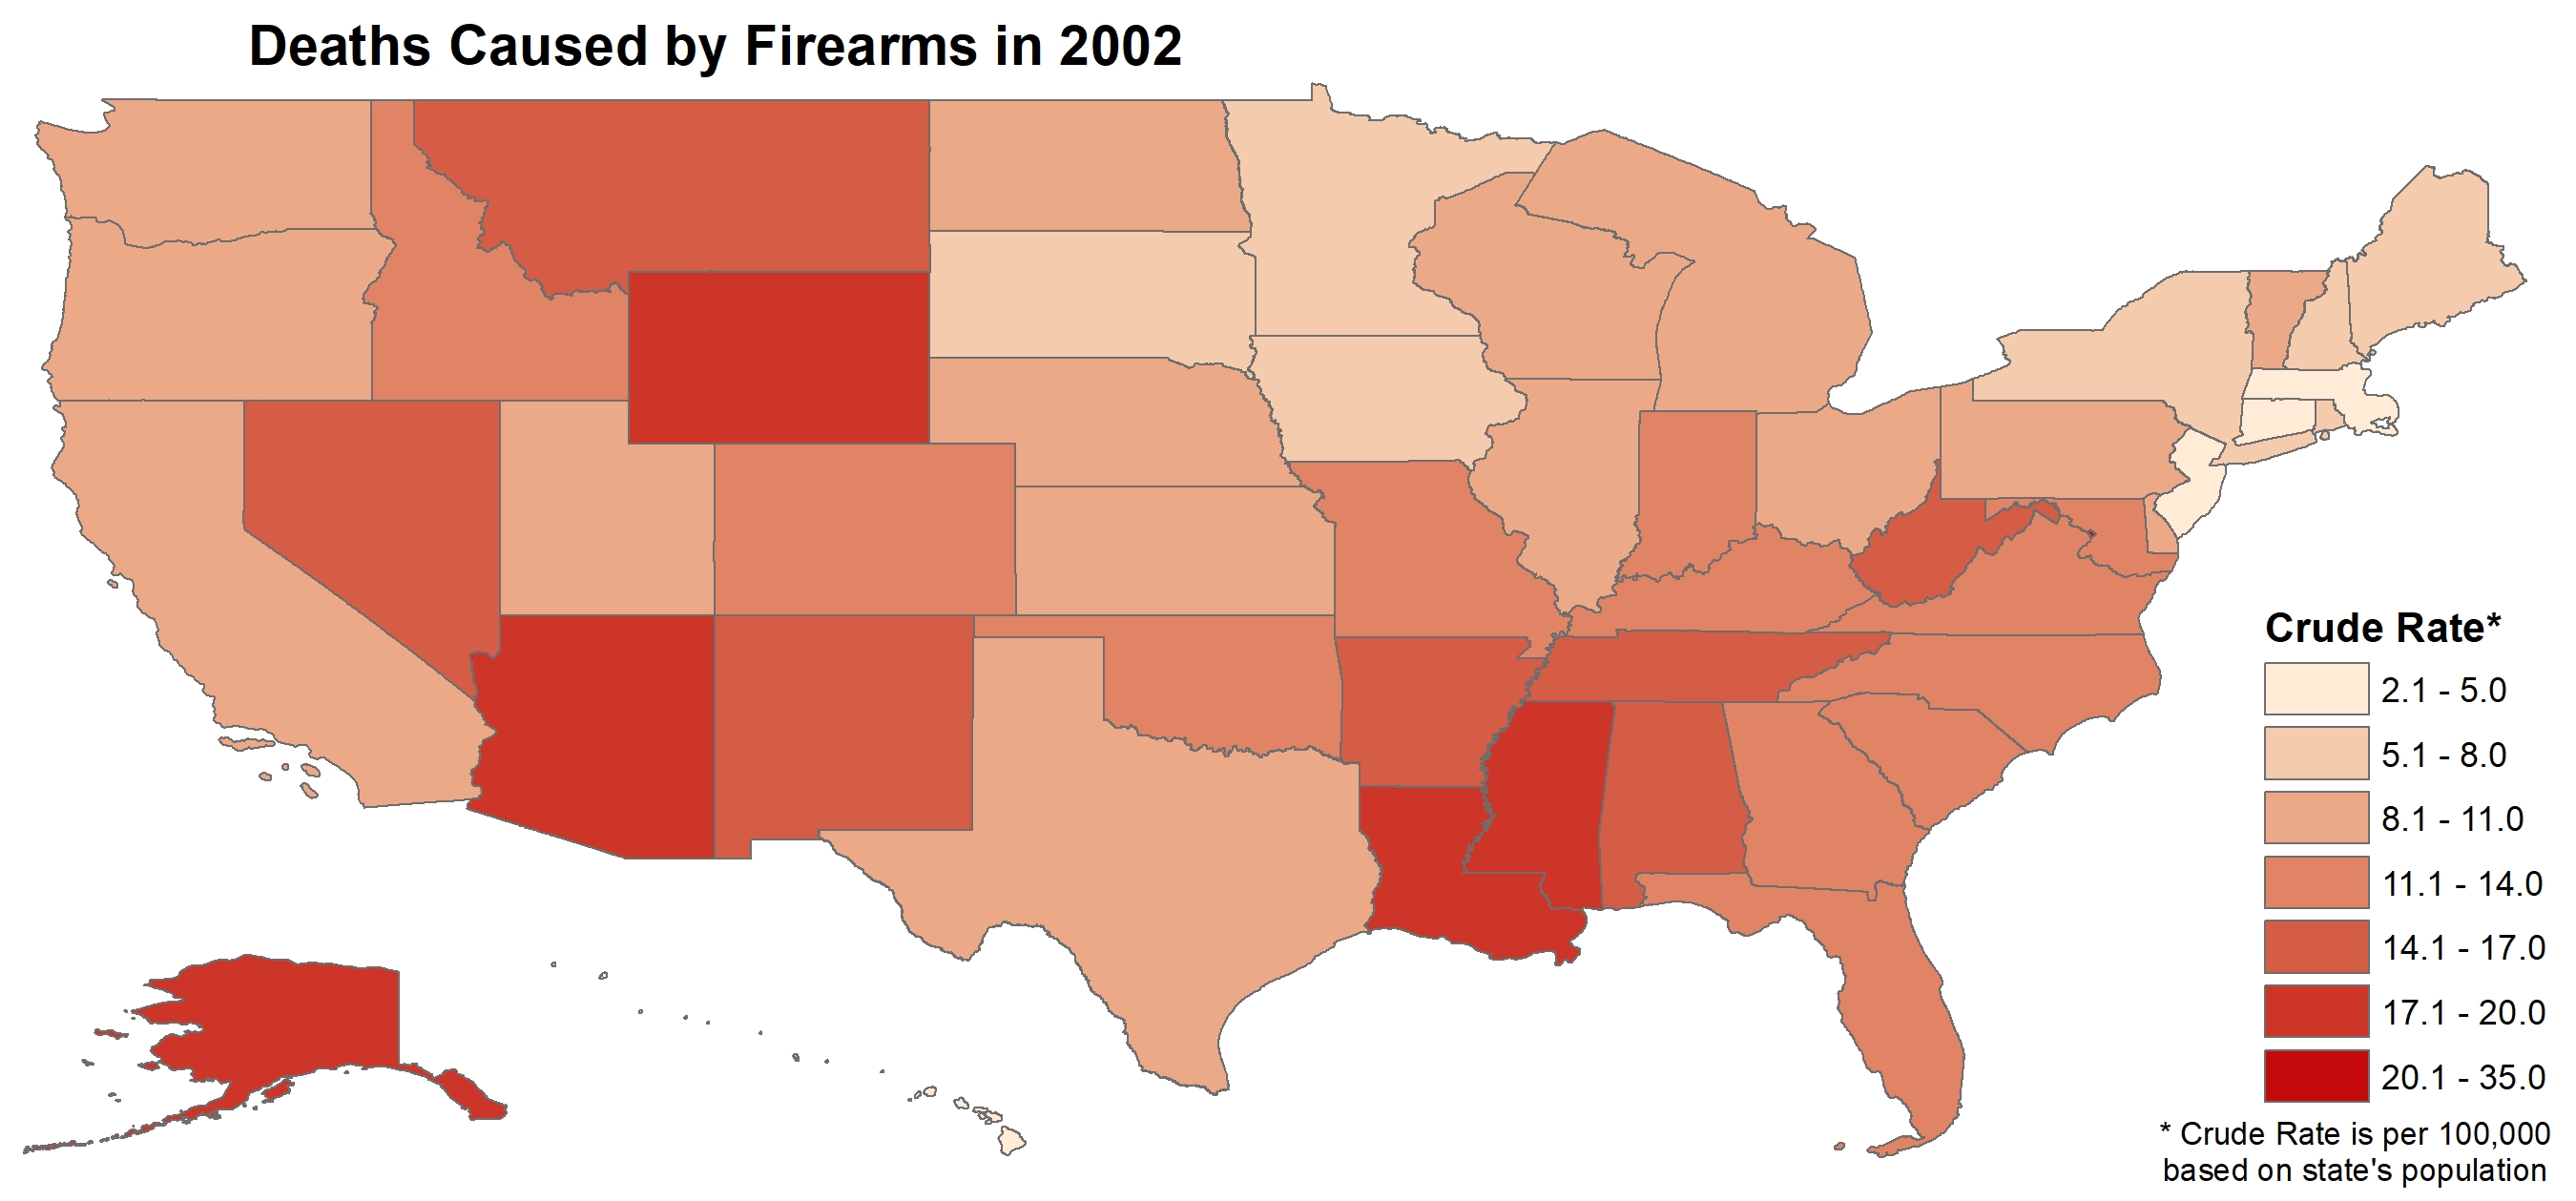 Deaths Caused by Firearms in 2002
Crude Rate*
2.1 - 5.0
5.1 - 8.0
8.1 - 11.0
11.1 - 14.0
14.1 - 17.0
17.1 - 20.0
20.1 - 35.0
* Crude Rate is per 100,000
based on state's population